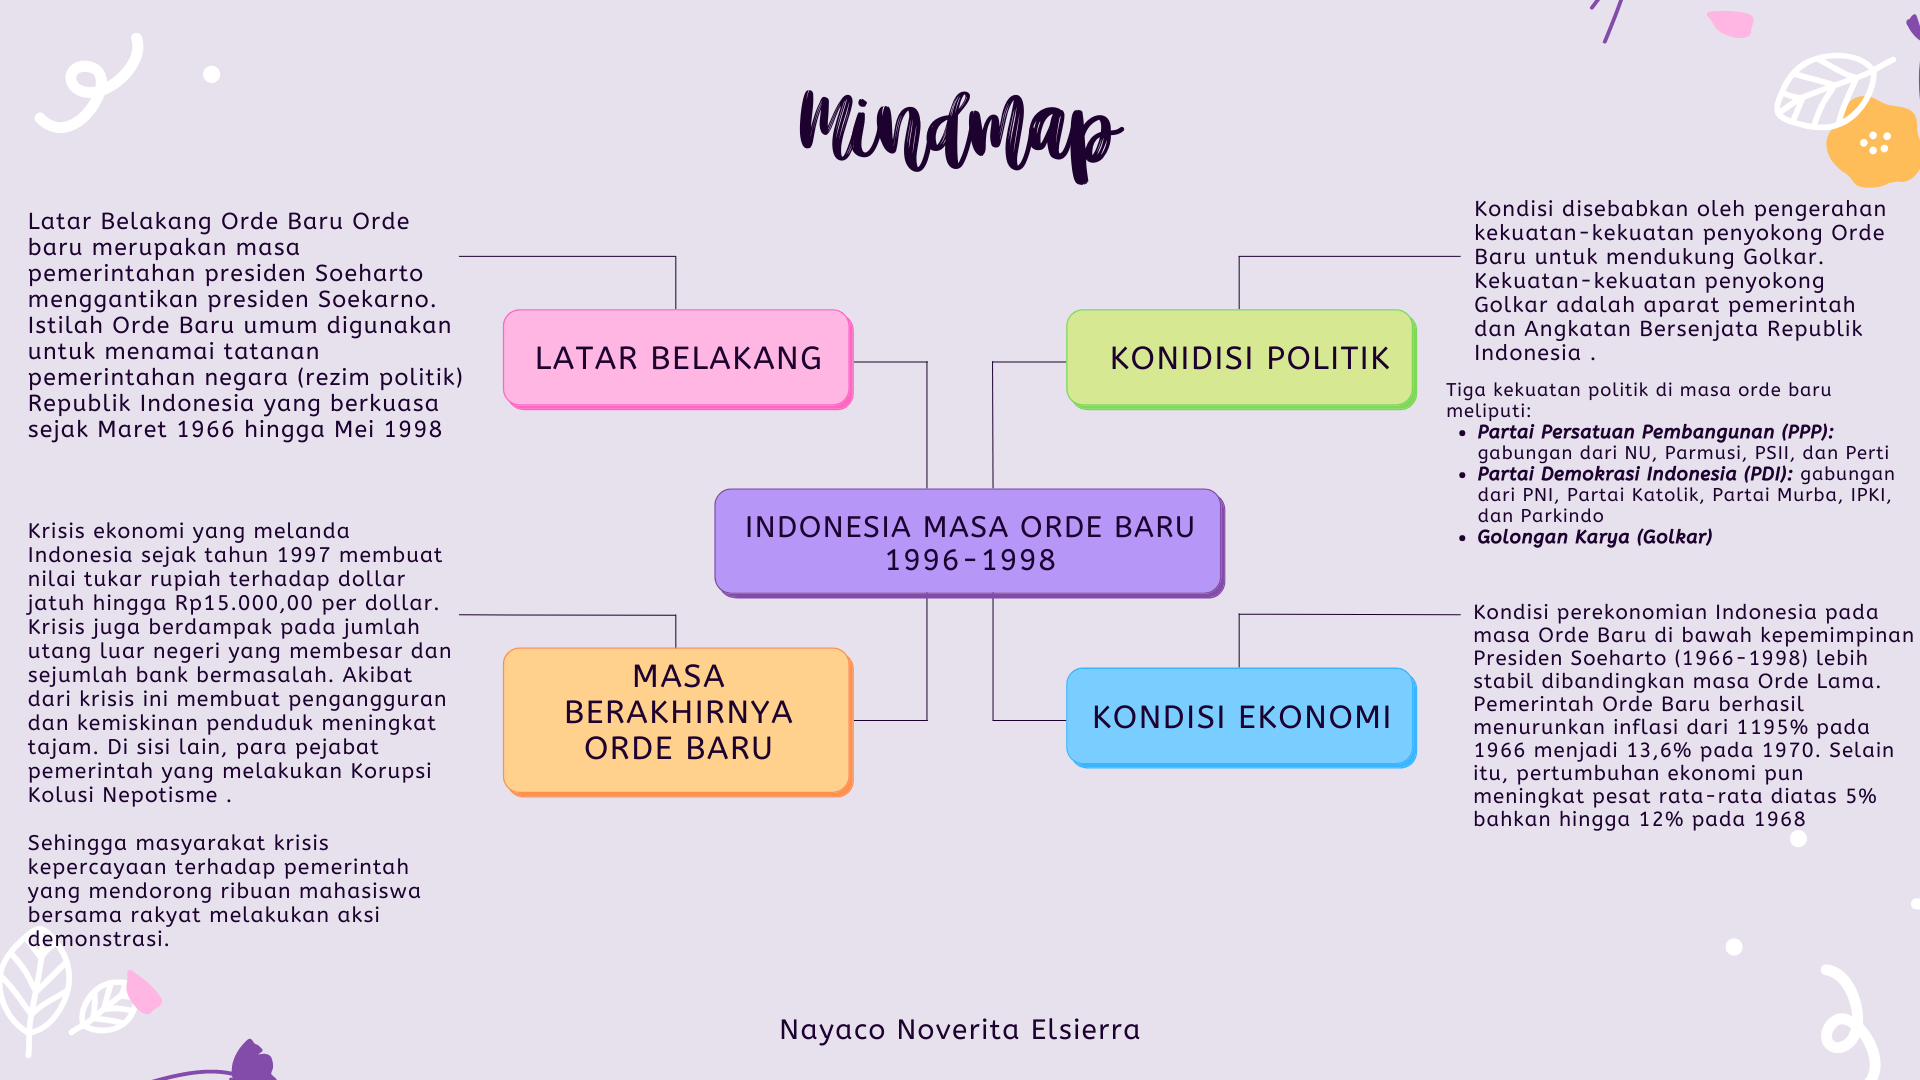 Mindmap
Latar Belakang Orde Baru Orde
baru merupakan masa
pemerintahan presiden Soeharto
menggantikan presiden Soekarno.
Istilah Orde Baru umum digunakan
untuk menamai tatanan
pemerintahan negara (rezim politik)
Republik Indonesia yang berkuasa
sejak Maret 1966 hingga Mei 1998
LATAR BELAKANG
KONIDISI POLITIK
Kondisi disebabkan oleh pengerahan
kekuatan-kekuatan penyokong Orde
Baru untuk mendukung Golkar.
Kekuatan-kekuatan penyokong
Golkar adalah aparat pemerintah
dan Angkatan Bersenjata Republik
Indonesia .
Tiga kekuatan politik di masa orde baru
meliputi:
• Partai Persatuan Pembangunan (PPP):
gabungan dari NU, Parmusi, PSII, dan Perti
• Partai Demokrasi Indonesia (PDI): gabungan
dari PNI, Partai Katolik, Partai Murba, IPKI,
dan Parkindo
• Golongan Karya (Golkar)
INDONESIA MASA ORDE BARU
1996-1998
Krisis ekonomi yang melanda
Indonesia sejak tahun 1997 membuat
nilai tukar rupiah terhadap dollar
jatuh hingga Rp15.000,00 per dollar.
Krisis juga berdampak pada jumlah
utang luar negeri yang membesar dan
sejumlah bank bermasalah. Akibat
dari krisis ini membuat pengangguran
dan kemiskinan penduduk meningkat
tajam. Di sisi lain, para pejabat
pemerintah yang melakukan Korupsi
Kolusi Nepotisme .
Sehingga masyarakat krisis
kepercayaan terhadap pemerintah
yang mendorong ribuan mahasiswa
bersama rakyat melakukan aksi
demonstrasi.
MASA
BERAKHIRNYA
ORDE BARU
KONDISI EKONOMI
Kondisi perekonomian Indonesia pada
masa Orde Baru di bawah kepemimpinan
Presiden Soeharto (1966-1998) lebih
stabil dibandingkan masa Orde Lama.
Pemerintah Orde Baru berhasil
menurunkan inflasi dari 1195% pada
1966 menjadi 13,6% pada 1970. Selain
itu, pertumbuhan ekonomi pun
meningkat pesat rata-rata diatas 5%
bahkan hingga 12% pada 1968
Nayaco Noverita Elsierra